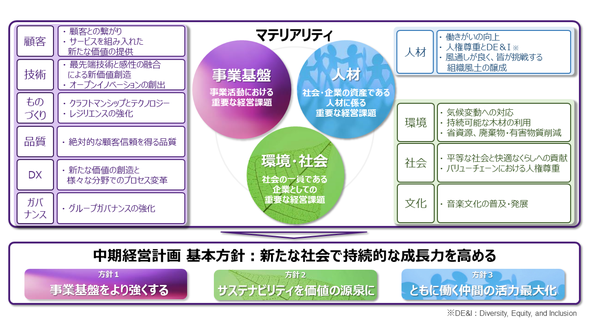 マテリアリティ
顧客
・顧客との繋がり
・サービスを組み入れた
新たな価値の提供
技術
・最先端技術と感性の融合
による新価値創造
・オープンイノベーションの創出
もの
づくり
・クラフトマンシップとテクノロジー
・レジリエンスの強化
品質
・絶対的な顧客信頼を得る品質
DX
・新たな価値の創造と
様々な分野でのプロセス変革
ガバ
ナンス
・グループガバナンスの強化
事業基盤
事業活動における
重要な経営課題
人材
社会・企業の資産である
人材に係る
重要な経営課題
環境・社会
社会の一員である
企業としての
重要な経営課題
人材
・働きがいの向上
・人権尊重とDE&I※
・風通しが良く、皆が挑戦する
組織風土の醸成
環境
・気候変動への対応
・持続可能な木材の利用
・省資源、廃棄物・有害物質削減
社会
・平等な社会と快適なくらしへの貢献
・バリューチェーンにおける人権尊重
文化
・音楽文化の普及・発展
中期経営計画 基本方針：新たな社会で持続的な成長力を高める
方針１
事業基盤をより強くする
方針２
サステナビリティを価値の源泉に
方針３
ともに働く仲間の活力最大化
※DE&I：Diversity, Equity, and Inclusion